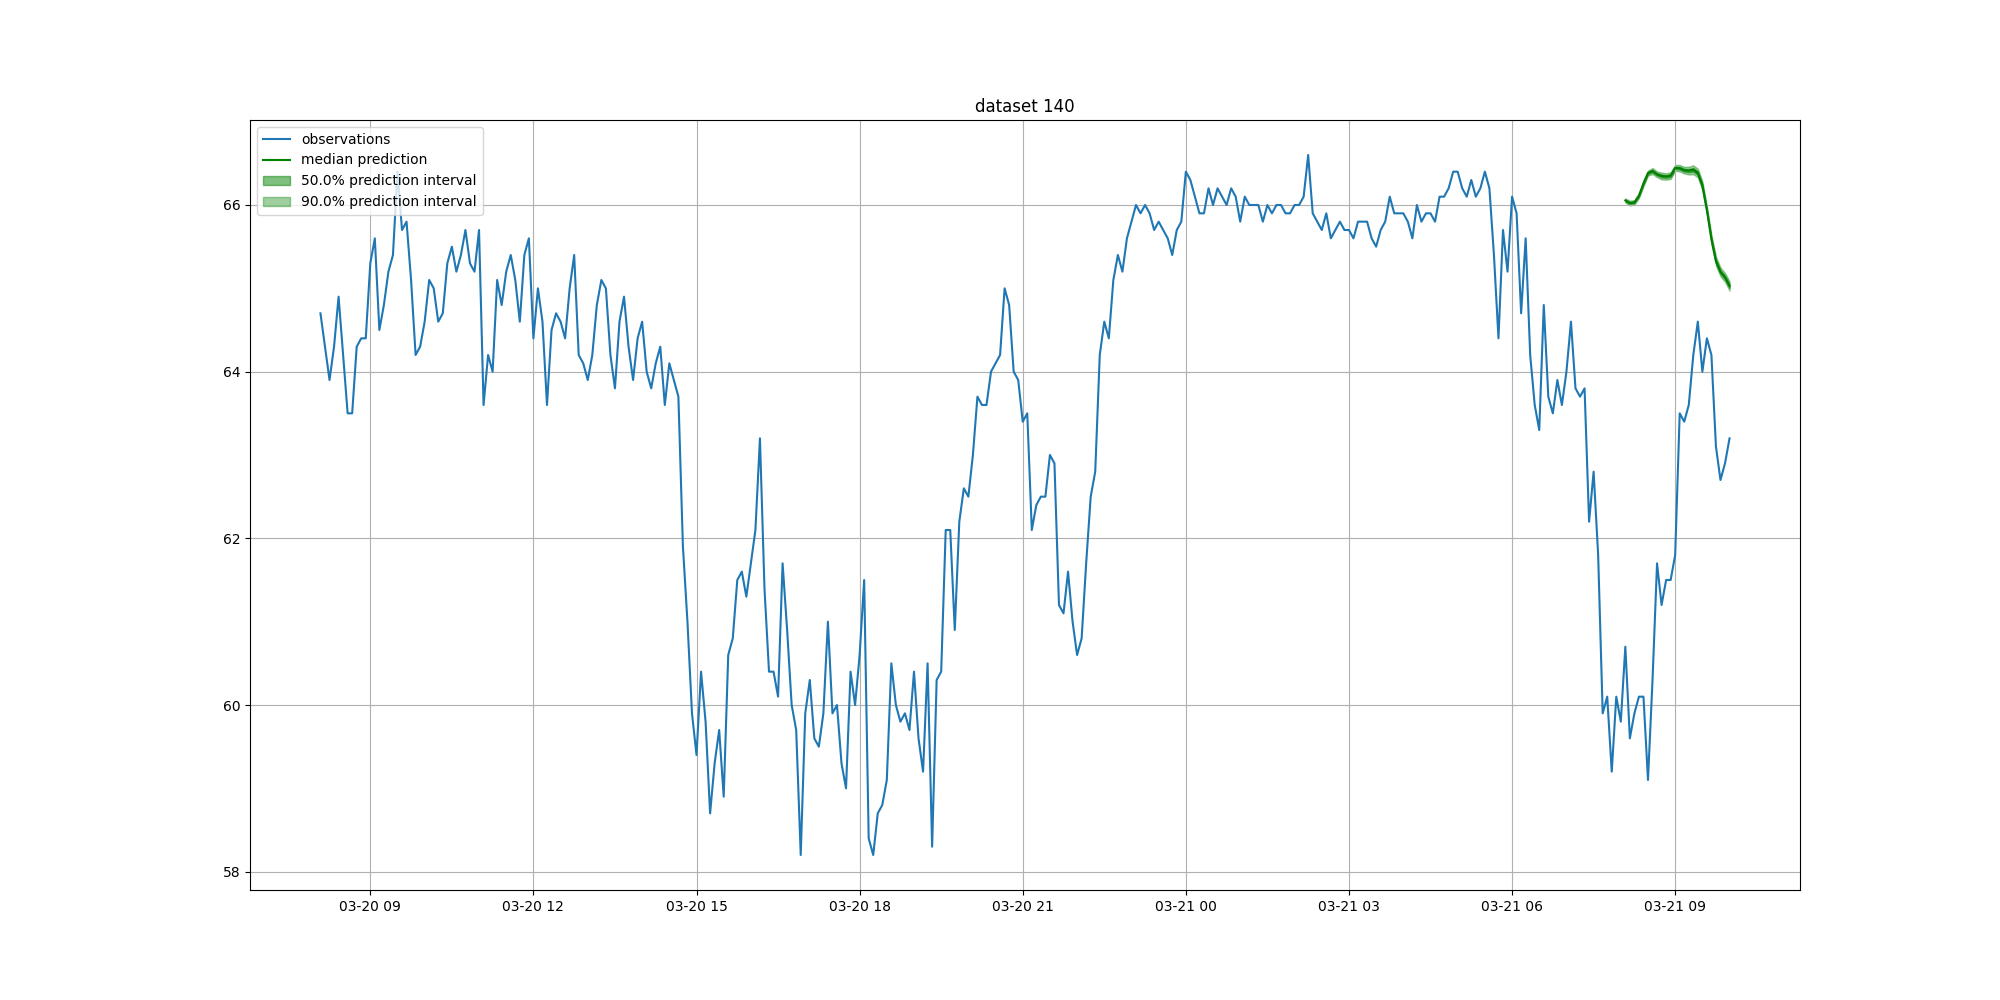 dataset 140
observations
median prediction
50.0% prediction interval
90.0% prediction interval
66
64
62
60
58
03-20 09 03-20 12 03-20 15 03-20 18 03-20 21 03-21 00 03-21 03 03-21 06 03-21 09